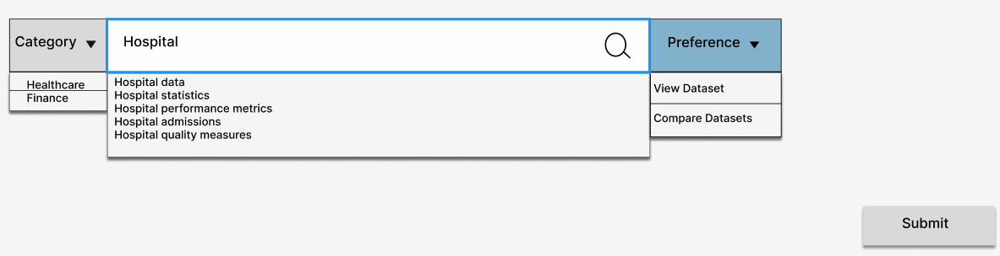 Category
Hospital
Preference
Healthcare
Finance
Hospital data
Hospital statistics
Hospital performance metrics
Hospital admissions
Hospital quality measures
View Dataset
Compare Datasets
Submit